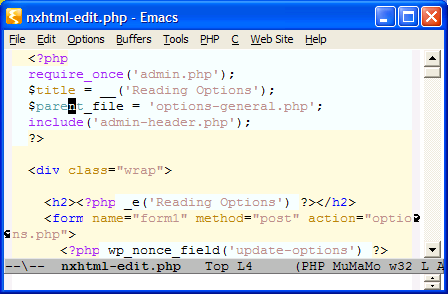 nxhtml-edit.php - Emacs
File Edit Options Buffers Tools PHP C Web Site Help
<?php
require_once('admin.php');
$title = __('Reading Options');
$parent_file = 'options-general.php';
include('admin-header.php');
?>
<div class="wrap">
<h2><?php _e('Reading Options') ?></h2>
<form name="form1" method="post" action="optio
ns.php">
<?php wp_nonce_field('update-options') ?>
--\-- nxhtml-edit.php Top L4 (PHP MuMaMo w32 L A